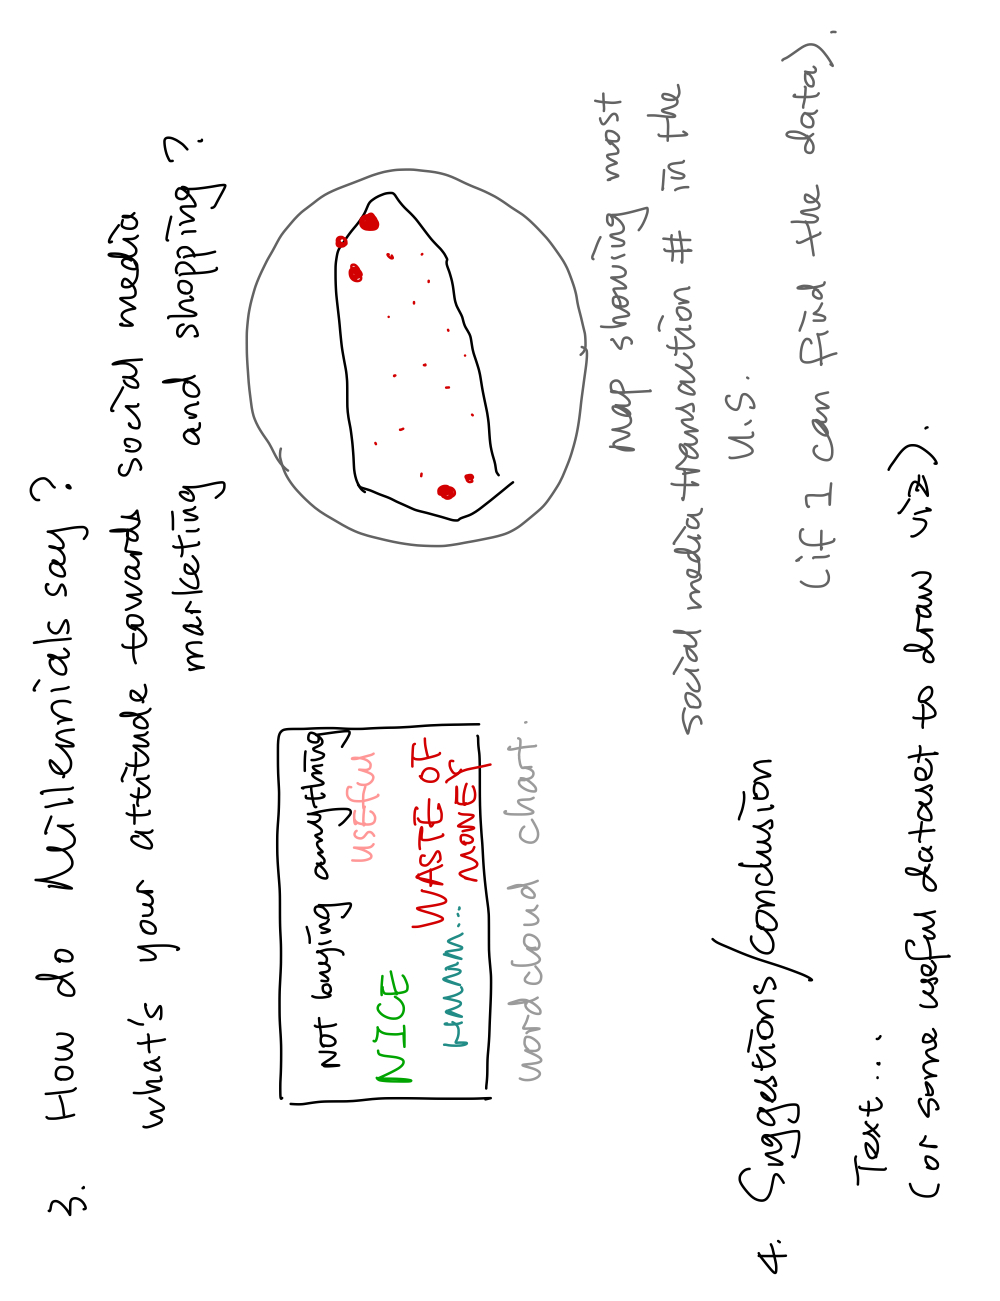 3. How do Millennials say?
what's your attitude towards social media
marketing and shopping?
NOT buying anything
USEFUL
NICE
WASTE OF
HMMM...
MONEY
wordcloud chart.
Map showing most
social media transaction # in the
U.S.
(if I can find the data).
4. Suggestions/conclusion
Text...
(or some useful dataset to draw viz).